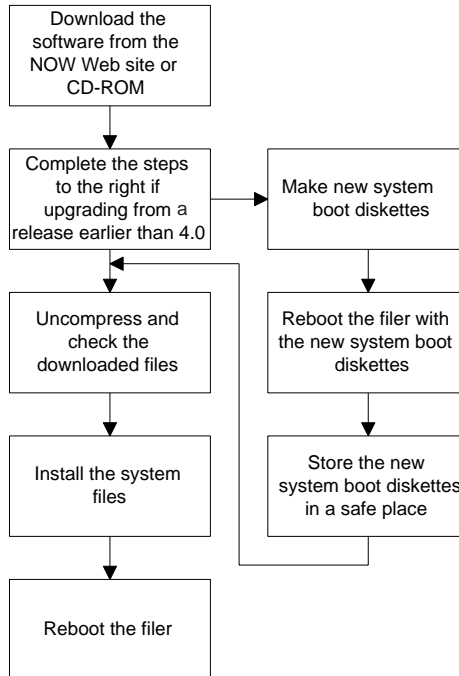 Download the
software from the
NOW Web site or
CD-ROM
Complete the steps
to the right if
upgrading from a
release earlier than 4.0
Make new system
boot diskettes
Uncompress and
check the
downloaded files
Reboot the filer with
the new system boot
diskettes
Install the system
files
Store the new
system boot diskettes
in a safe place
Reboot the filer